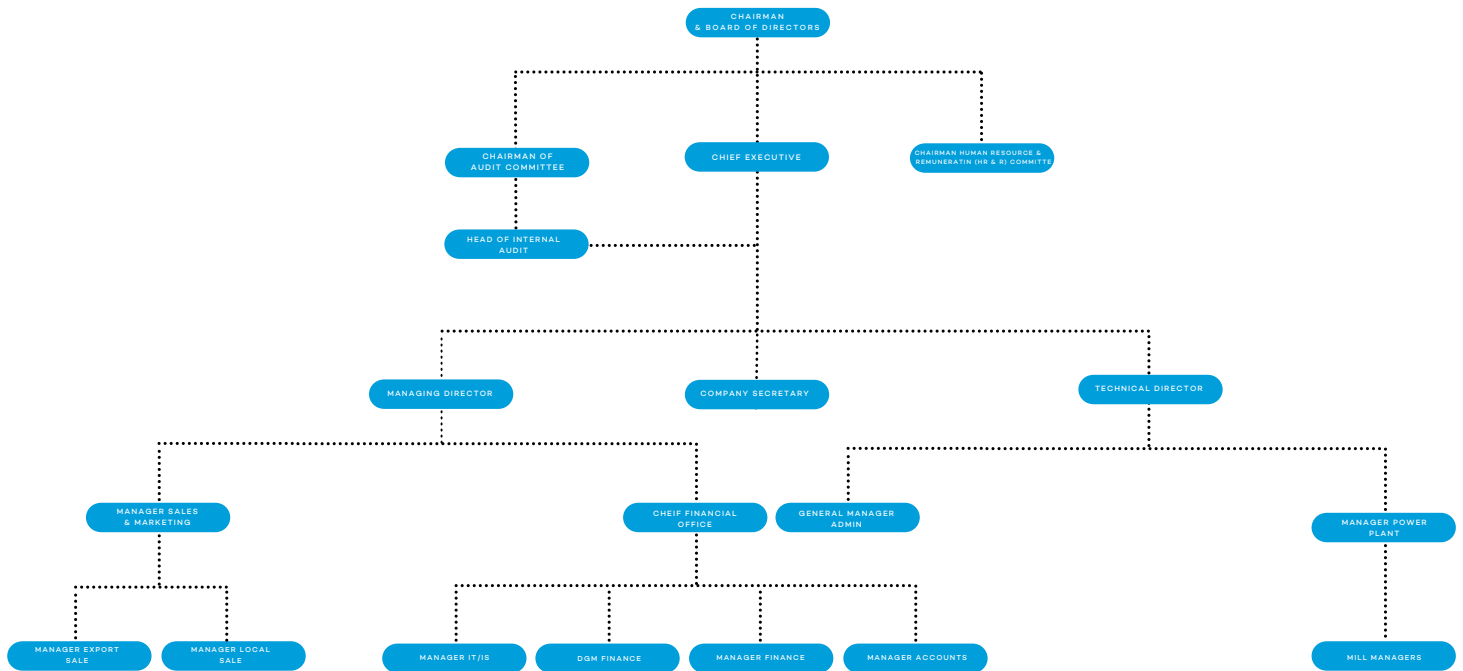 CHAIRMAN
& BOARD OF DIRECTORS
CHAIRMAN OF
AUDIT COMMITTEE
CHIEF EXECUTIVE
CHAIRMAN HUMAN RESOURCE &
REMUNERATIN (HR & R) COMMITTE
HEAD OF INTERNAL
AUDIT
MANAGING DIRECTOR
COMPANY SECRETARY
TECHNICAL DIRECTOR
MANAGER SALES
& MARKETING
CHEIF FINANCIAL
OFFICE
GENERAL MANAGER
ADMIN
MANAGER POWER
PLANT
MANAGER EXPORT
SALE
MANAGER LOCAL
SALE
MANAGER IT/IS
DGM FINANCE
MANAGER FINANCE
MANAGER ACCOUNTS
MILL MANAGERS